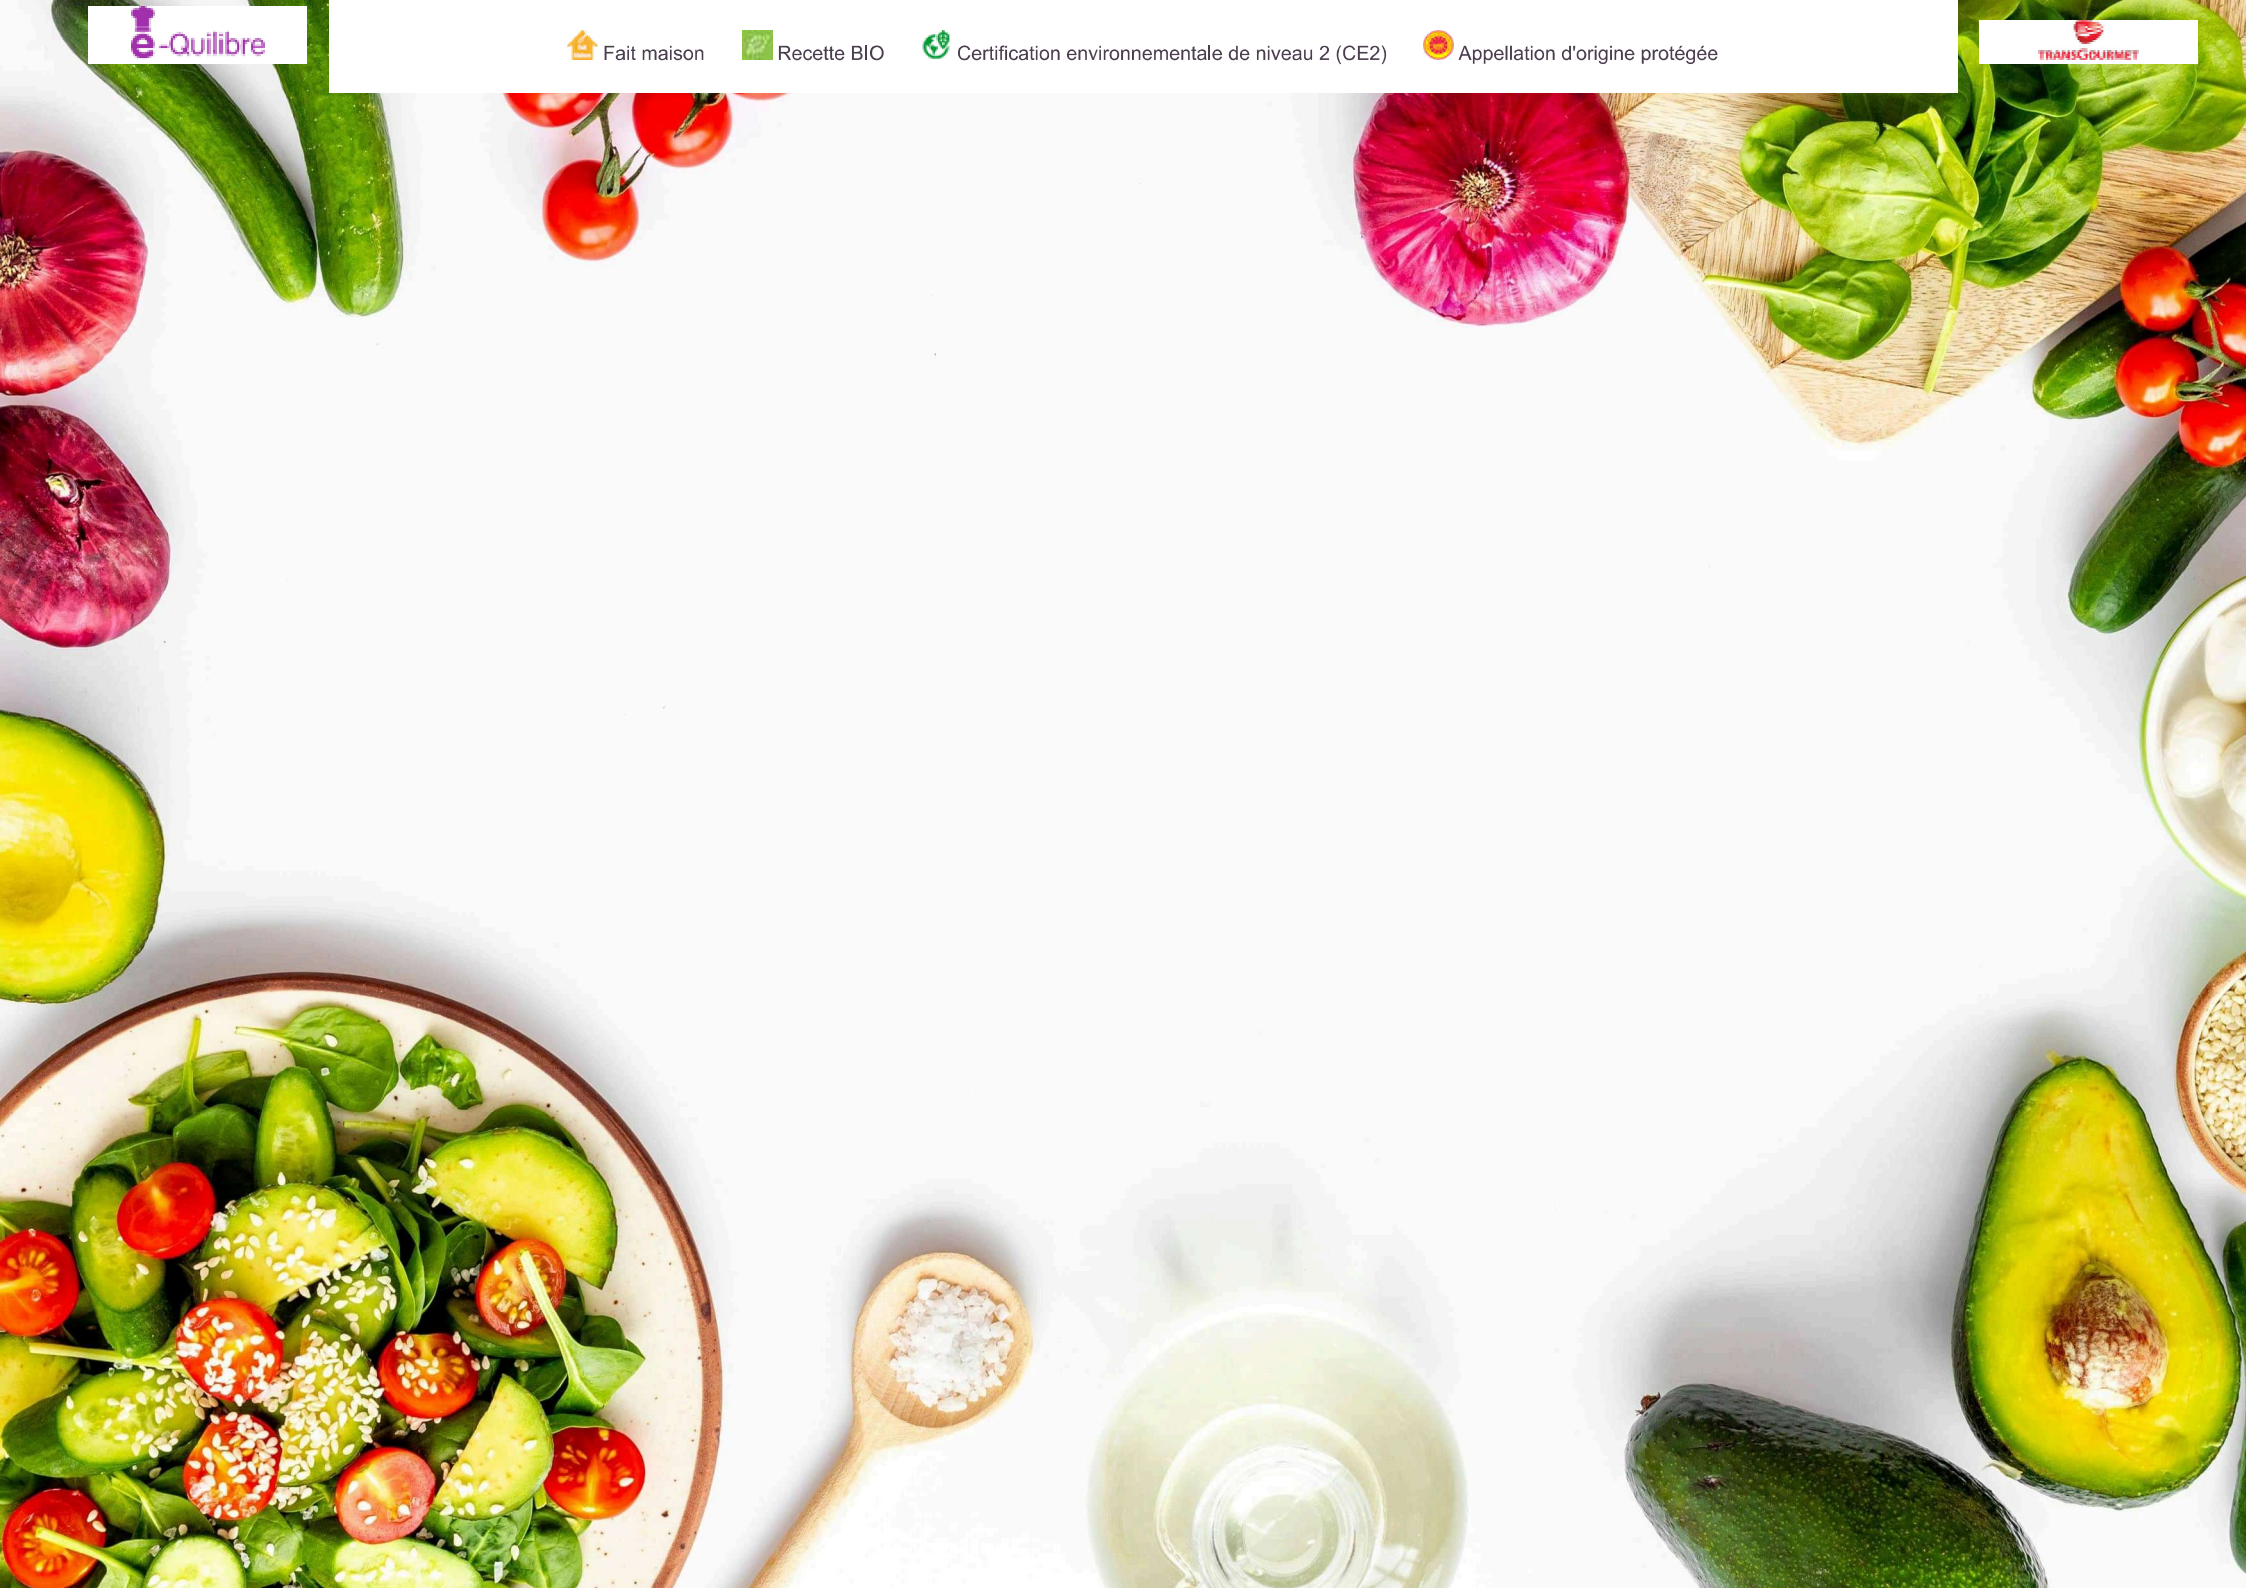 e-Quilibre
Fait maison Recette BIO Certification environnementale de niveau 2 (CE2) Appellation d'origine protégée
TRANSGOURMET